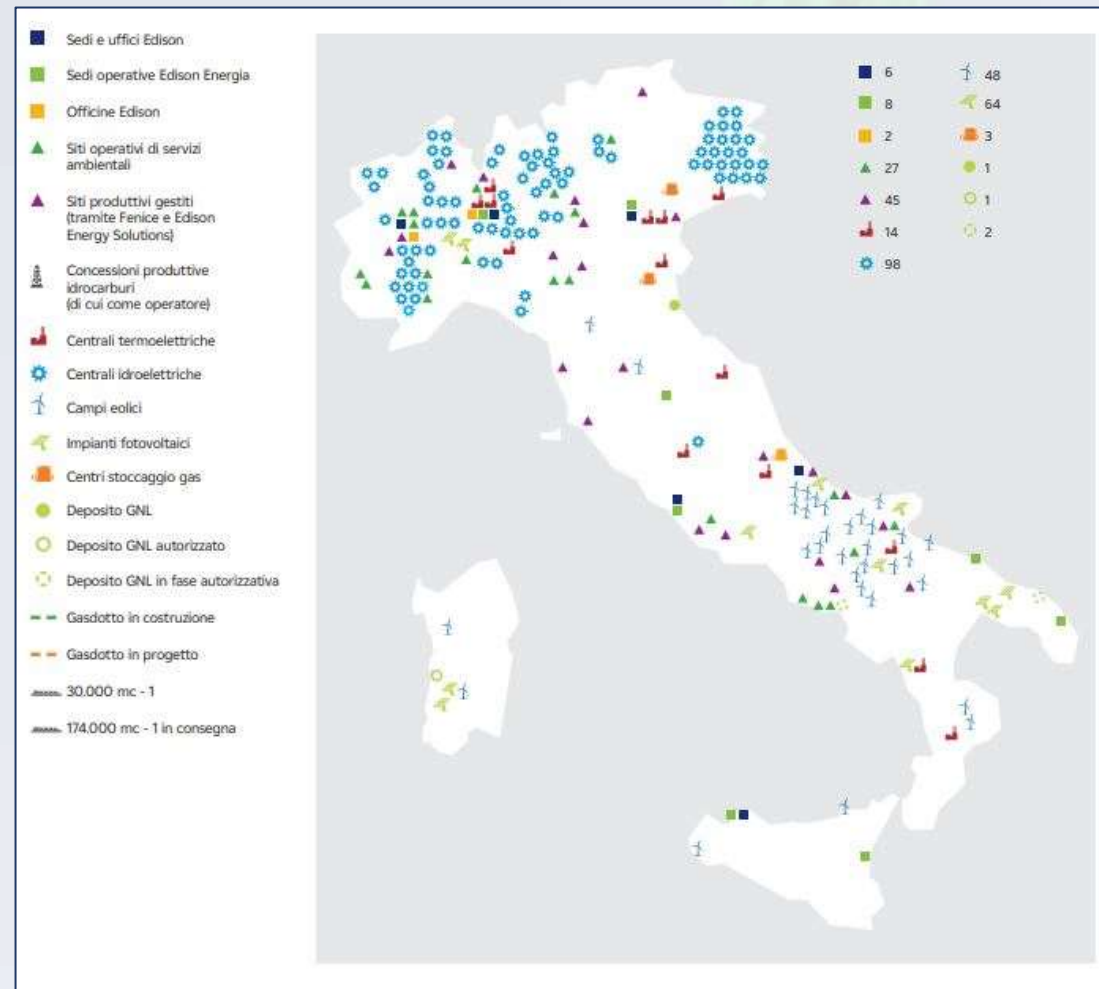 Sedi e uffici Edison
Sedi operative Edison Energia
Officine Edison
Siti operativi di servizi
ambientali
Siti produttivi gestiti
(tramite Fenice e Edison
Energy Solutions)
Concessioni produttive
idrocarburi
(di cui come operatore)
Centrali termoelettriche
Centrali idroelettriche
Campi eolici
Impianti fotovoltaici
Centri stoccaggio gas
Deposito GNL
Deposito GNL autorizzato
Deposito GNL in fase autorizzativa
Gasdotto in costruzione
Gasdotto in progetto
30.000 mc - 1
174.000 mc - 1 in consegna
6
8
2
27
45
14
98
48
64
3
1
1
2